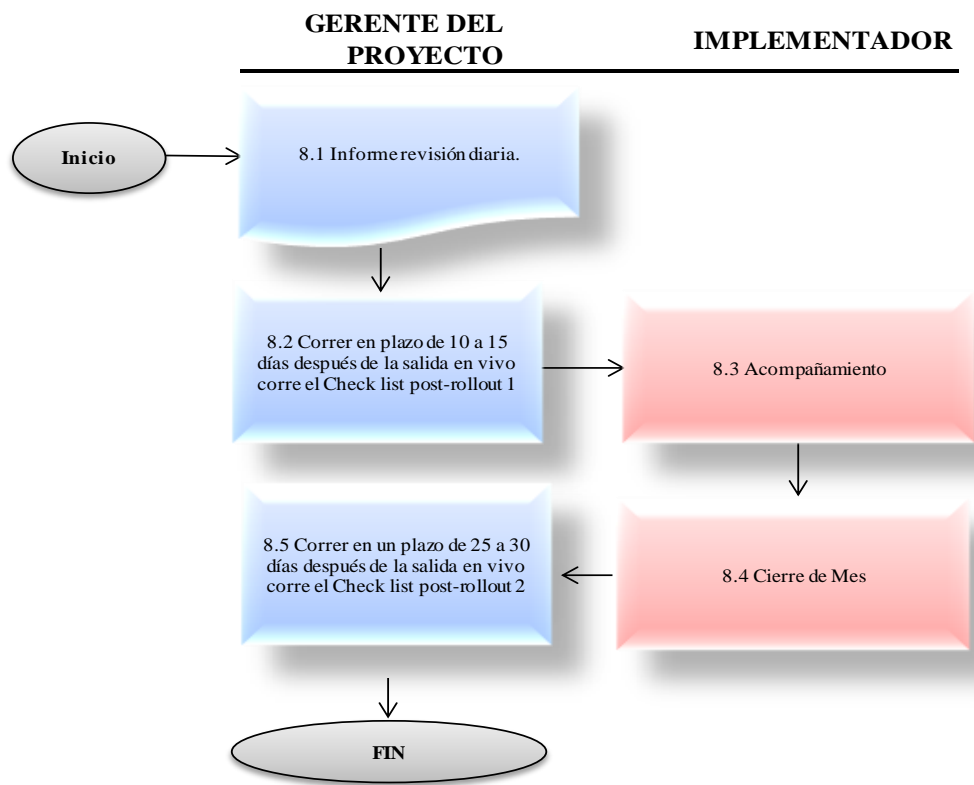 GERENTE DEL
PROYECTO
IMPLEMENTADOR
Inicio
8.1 Informe revisión diaria.
8.2 Correr en plazo de 10 a 15
días después de la salida en vivo
corre el Check list post-rollout 1
8.3 Acompañamiento
8.4 Cierre de Mes
8.5 Correr en un plazo de 25 a 30
días después de la salida en vivo
corre el Check list post-rollout 2
FIN